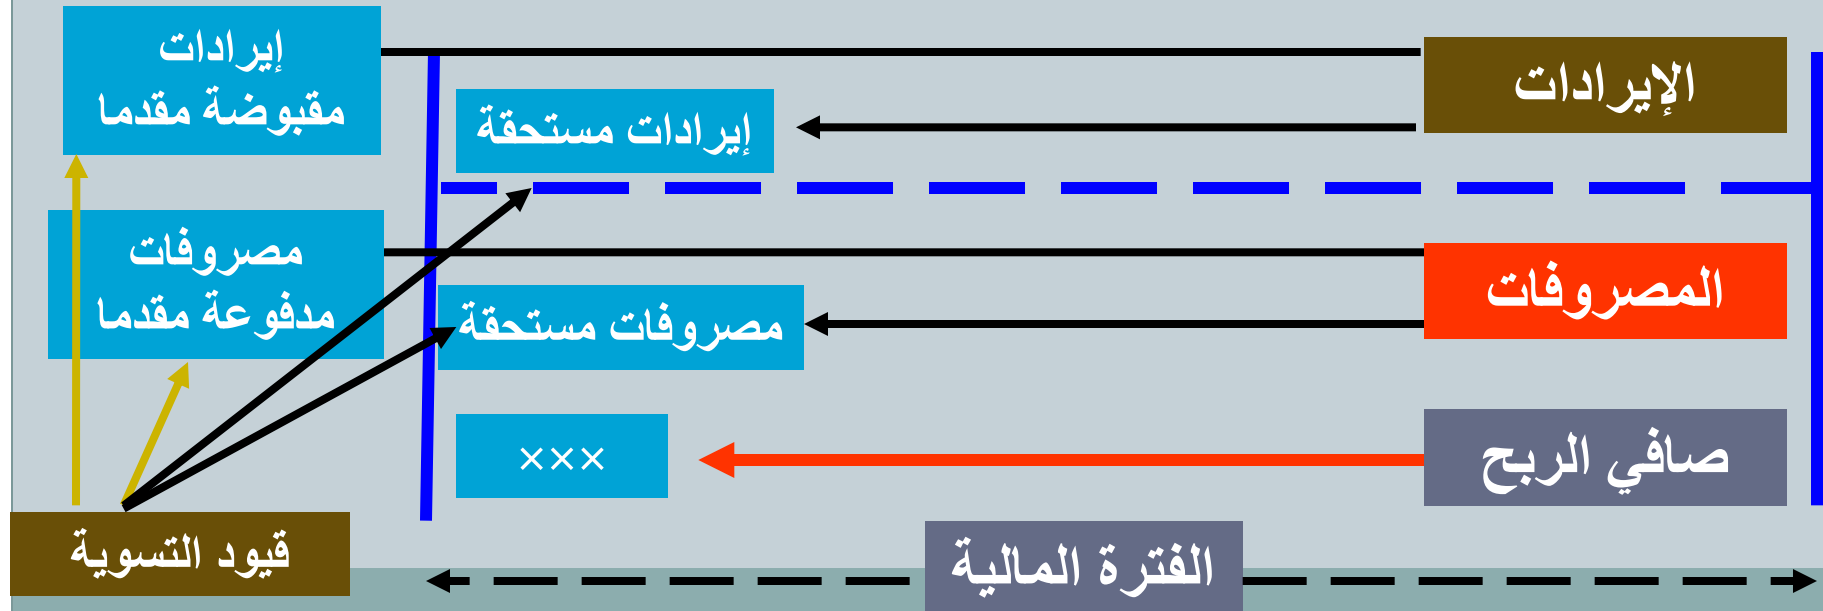 الإيرادات
إيرادات
مقبوضة مقدما
إيرادات مستحقة
المصروفات
مصروفات
مدفوعة مقدما
مصروفات مستحقة
صافي الربح
×××
قيود التسوية
الفترة المالية